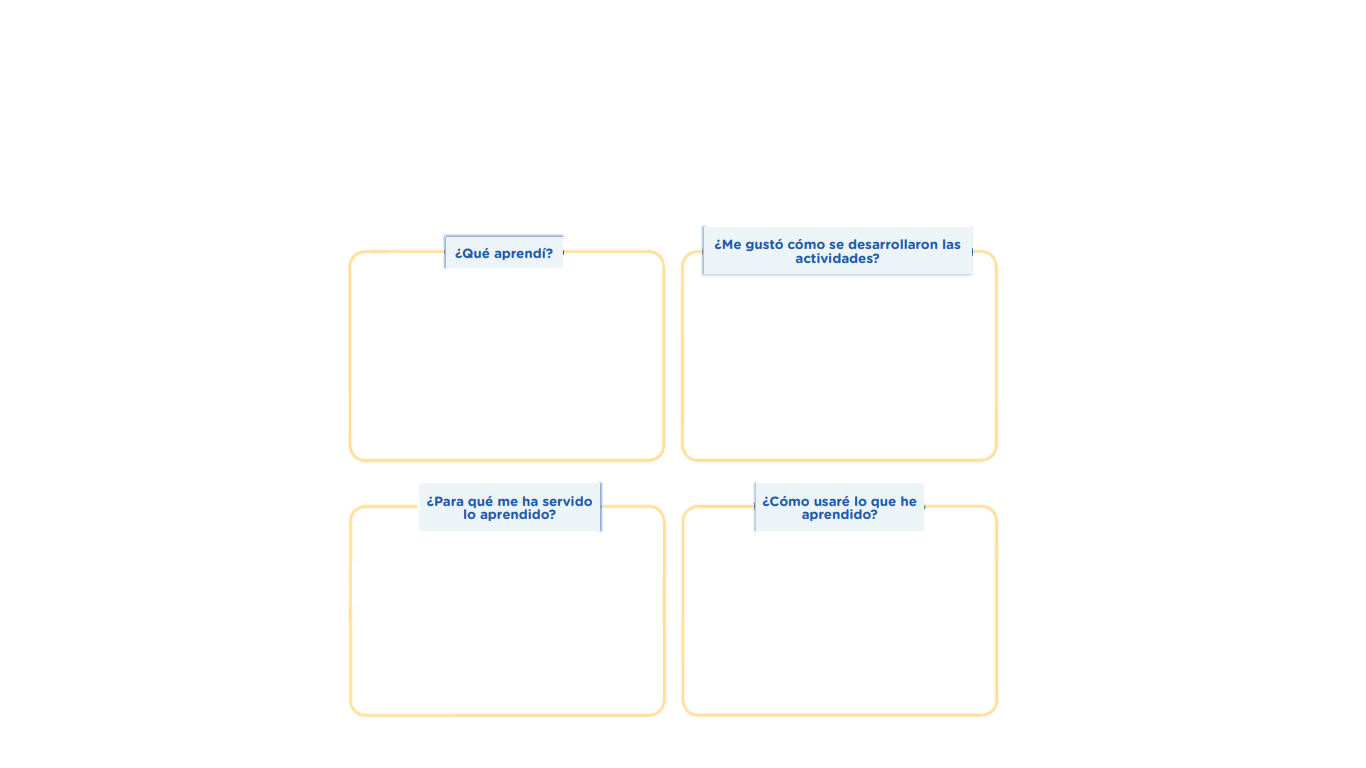 ¿Qué aprendí?
¿Me gustó cómo se desarrollaron las
actividades?
¿Para qué me ha servido
lo aprendido?
¿Cómo usaré lo que he
aprendido?